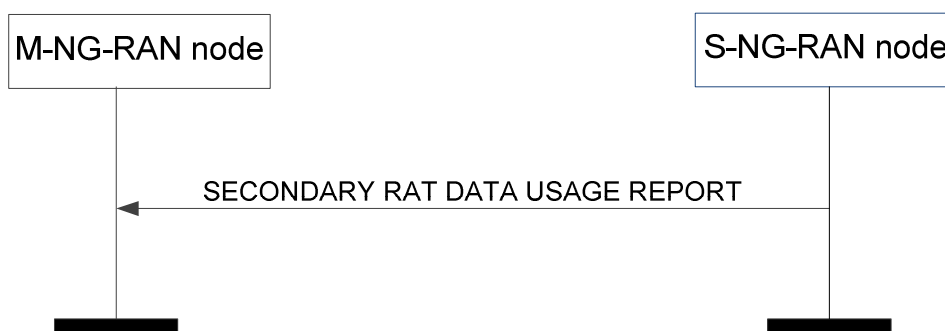 M-NG-RAN node
S-NG-RAN node
SECONDARY RAT DATA USAGE REPORT